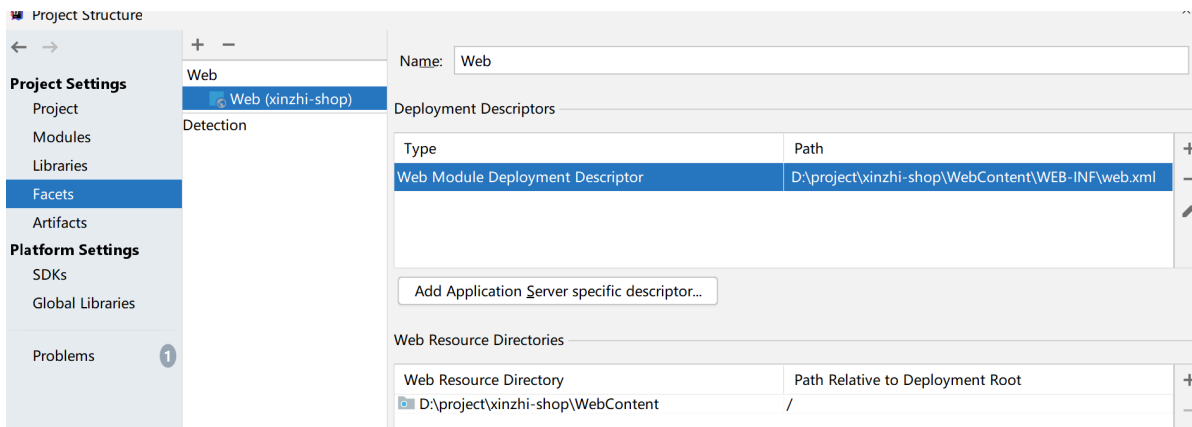 Project Structure
Project Settings
Project
Modules
Libraries
Facets
Artifacts
Platform Settings
SDKs
Global Libraries
Problems 1
Web
Web (xinzhi-shop)
Detection
Name: Web
Deployment Descriptors
Type Path
Web Module Deployment Descriptor D:\project\xinzhi-shop\WebContent\WEB-INF\web.xml
Add Application Server specific descriptor...
Web Resource Directories
Web Resource Directory Path Relative to Deployment Root
D:\project\xinzhi-shop\WebContent /